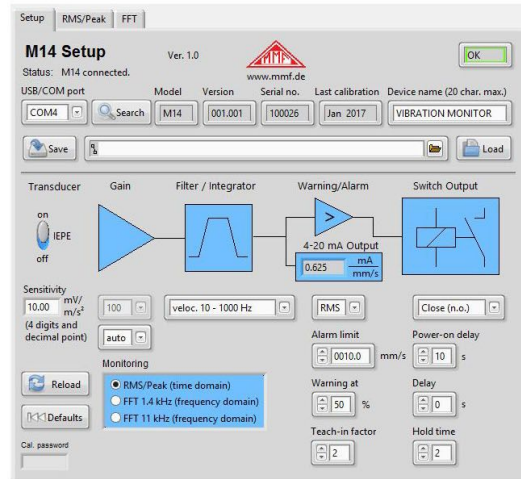 Setup RMS/Peak FFT
M14 Setup Ver. 1.0 MMF OK
Status: M14 connected. www.mmf.de
USB/COM port Model Version Serial no. Last calibration Device name (20 char. max.)
COM4 Search M14 001.001 100026 Jan 2017 VIBRATION MONITOR
Save Load
Transducer Gain Filter / Integrator Warning/Alarm Switch Output
on
IEPE >
off
4-20 mA Output
0.625 mA
mm/s
Sensitivity
10.00 mV/
m/s² 100 veloc. 10 - 1000 Hz RMS Close (n.o.)
(4 digits and
decimal point) auto
Alarm limit Power-on delay
0010.0 mm/s 10 s
Monitoring
Reload RMS/Peak (time domain) Warning at Delay
FFT 1.4 kHz (frequency domain) 50 % 0 s
Defaults FFT 11 kHz (frequency domain)
Teach-in factor Hold time
Cal. password 2 2